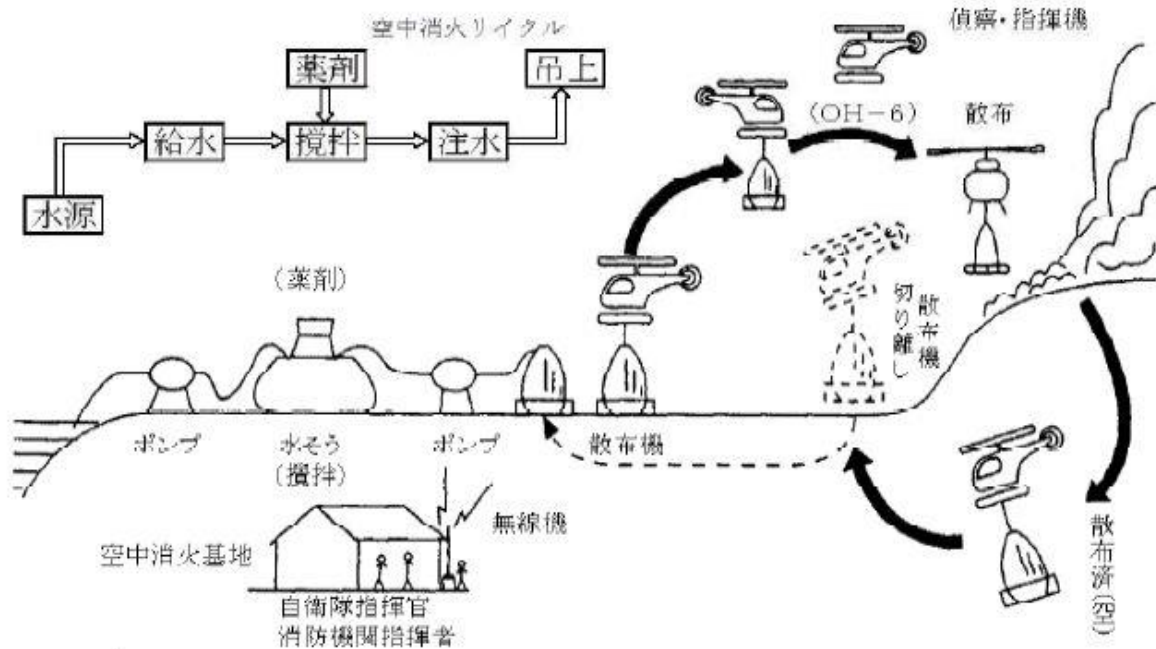 空中消火リイクル
薬剤
吊上
給水
攪拌
注水
水源
偵察・指揮機
(OH-6)
散布
(薬剤)
散布機
切り離し
ポンプ
水そう
(攪拌)
ポンプ
散布機
無線機
空中消火基地
自衛隊指揮官
消防機関指揮者
散布済(空)